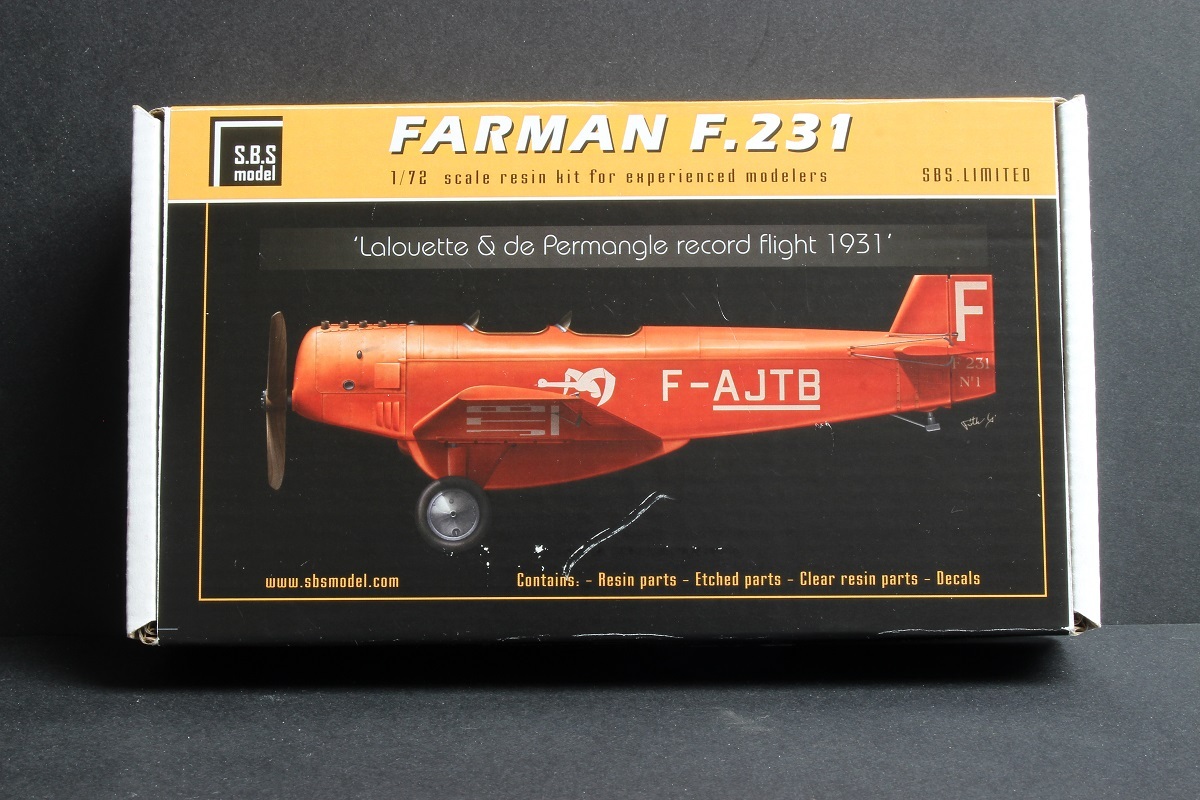 S.B.S
model
FARMAN F.231
1/72 scale resin kit for experienced modelers
SBS.LIMITED
'Lalouette & de Permangle record flight 1931'
F
F 231
N°1
F-AJTB
www.sbsmodel.com
Contains: - Resin parts - Etched parts - Clear resin parts - Decals